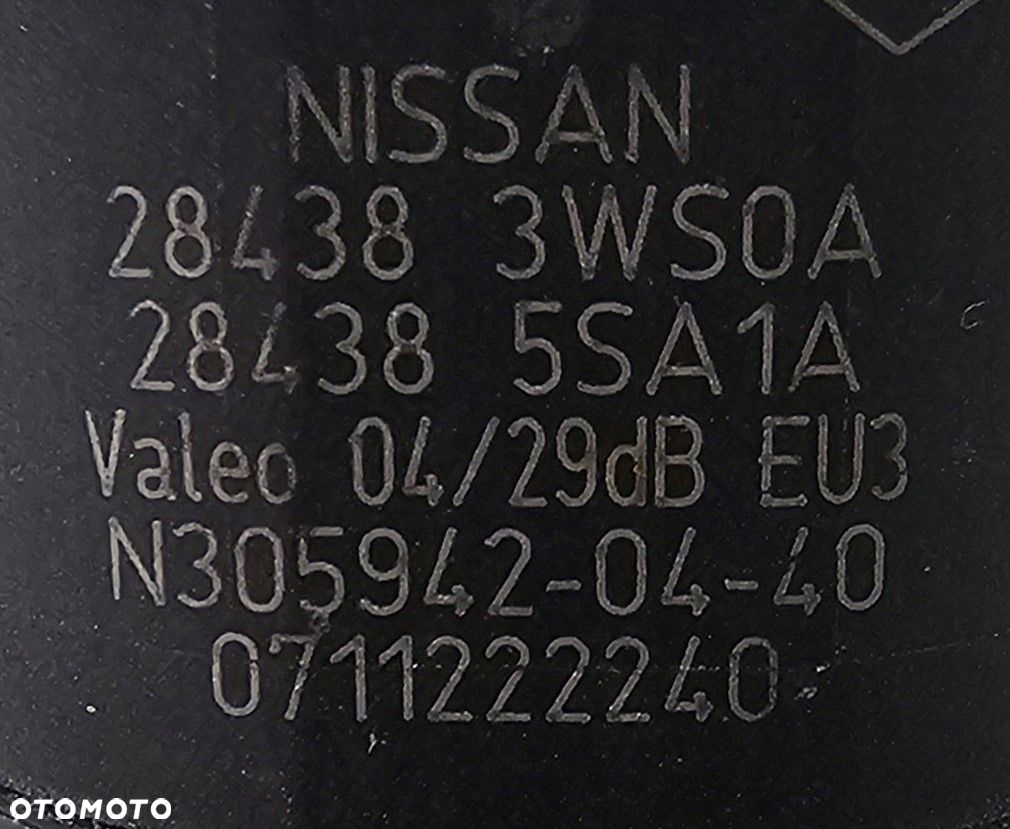 NISSAN
28438 3WS0A
28438 5SA1A
Valeo 04/29dB EU3
N305942-04-40
0711222240
OTOMOTO